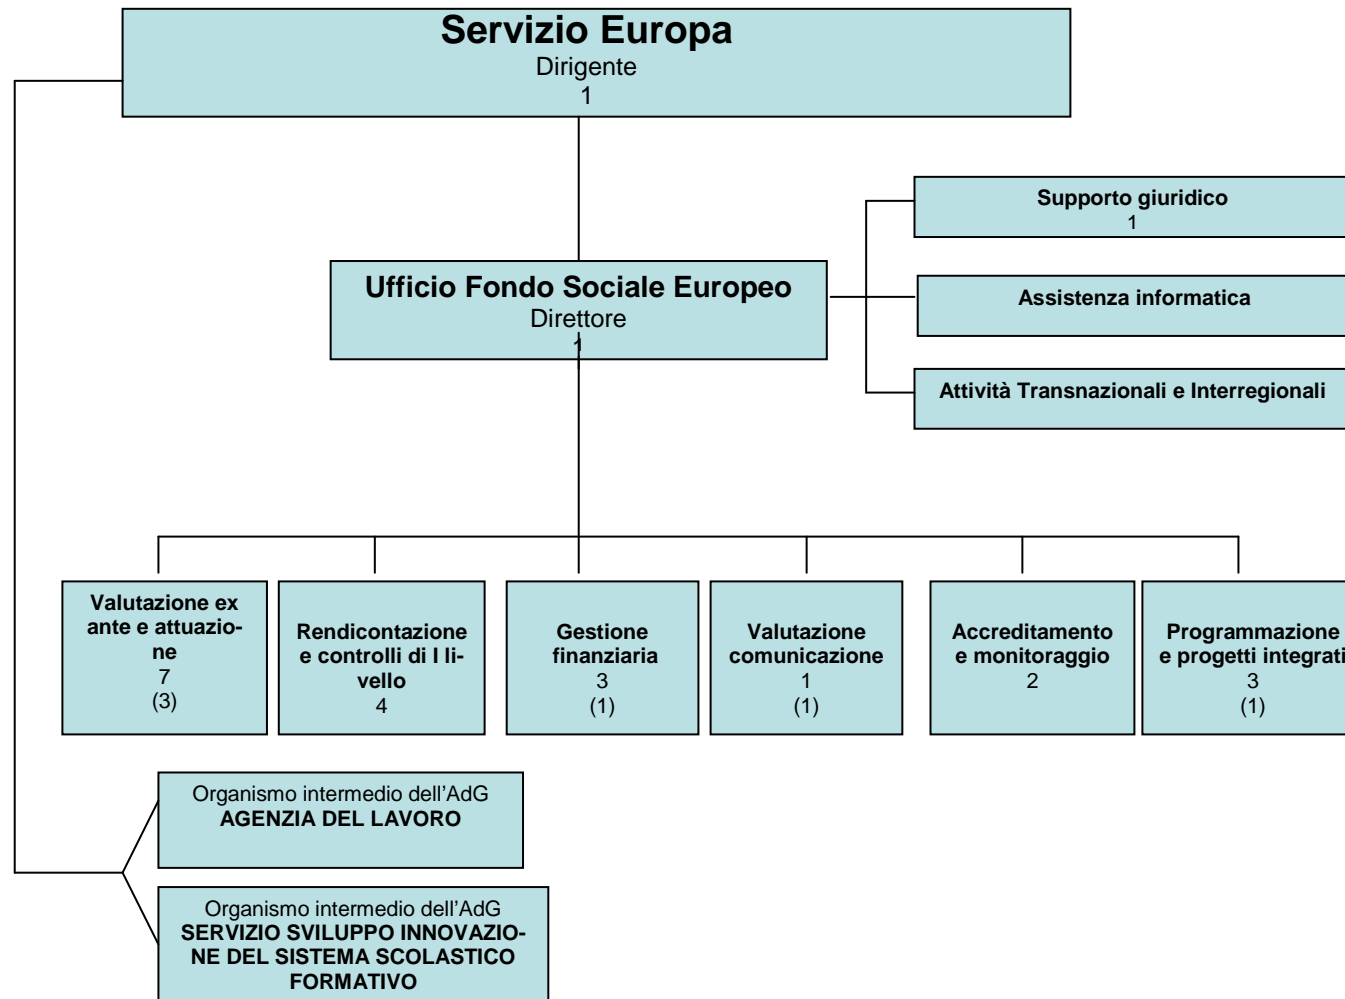 Servizio Europa
Dirigente
1
Supporto giuridico
1
Ufficio Fondo Sociale Europeo
Direttore
1
Assistenza informatica
Attività Transnazionali e Interregionali
Valutazione ex
ante e attuazio-
ne
7
(3)
Rendicontazione
e controlli di I li-
vello
4
Gestione
finanziaria
3
(1)
Valutazione
comunicazione
1
(1)
Accreditamento
e monitoraggio
2
Programmazione
e progetti integrati
3
(1)
Organismo intermedio dell'AdG
AGENZIA DEL LAVORO
Organismo intermedio dell'AdG
SERVIZIO SVILUPPO INNOVAZIO-
NE DEL SISTEMA SCOLASTICO
FORMATIVO